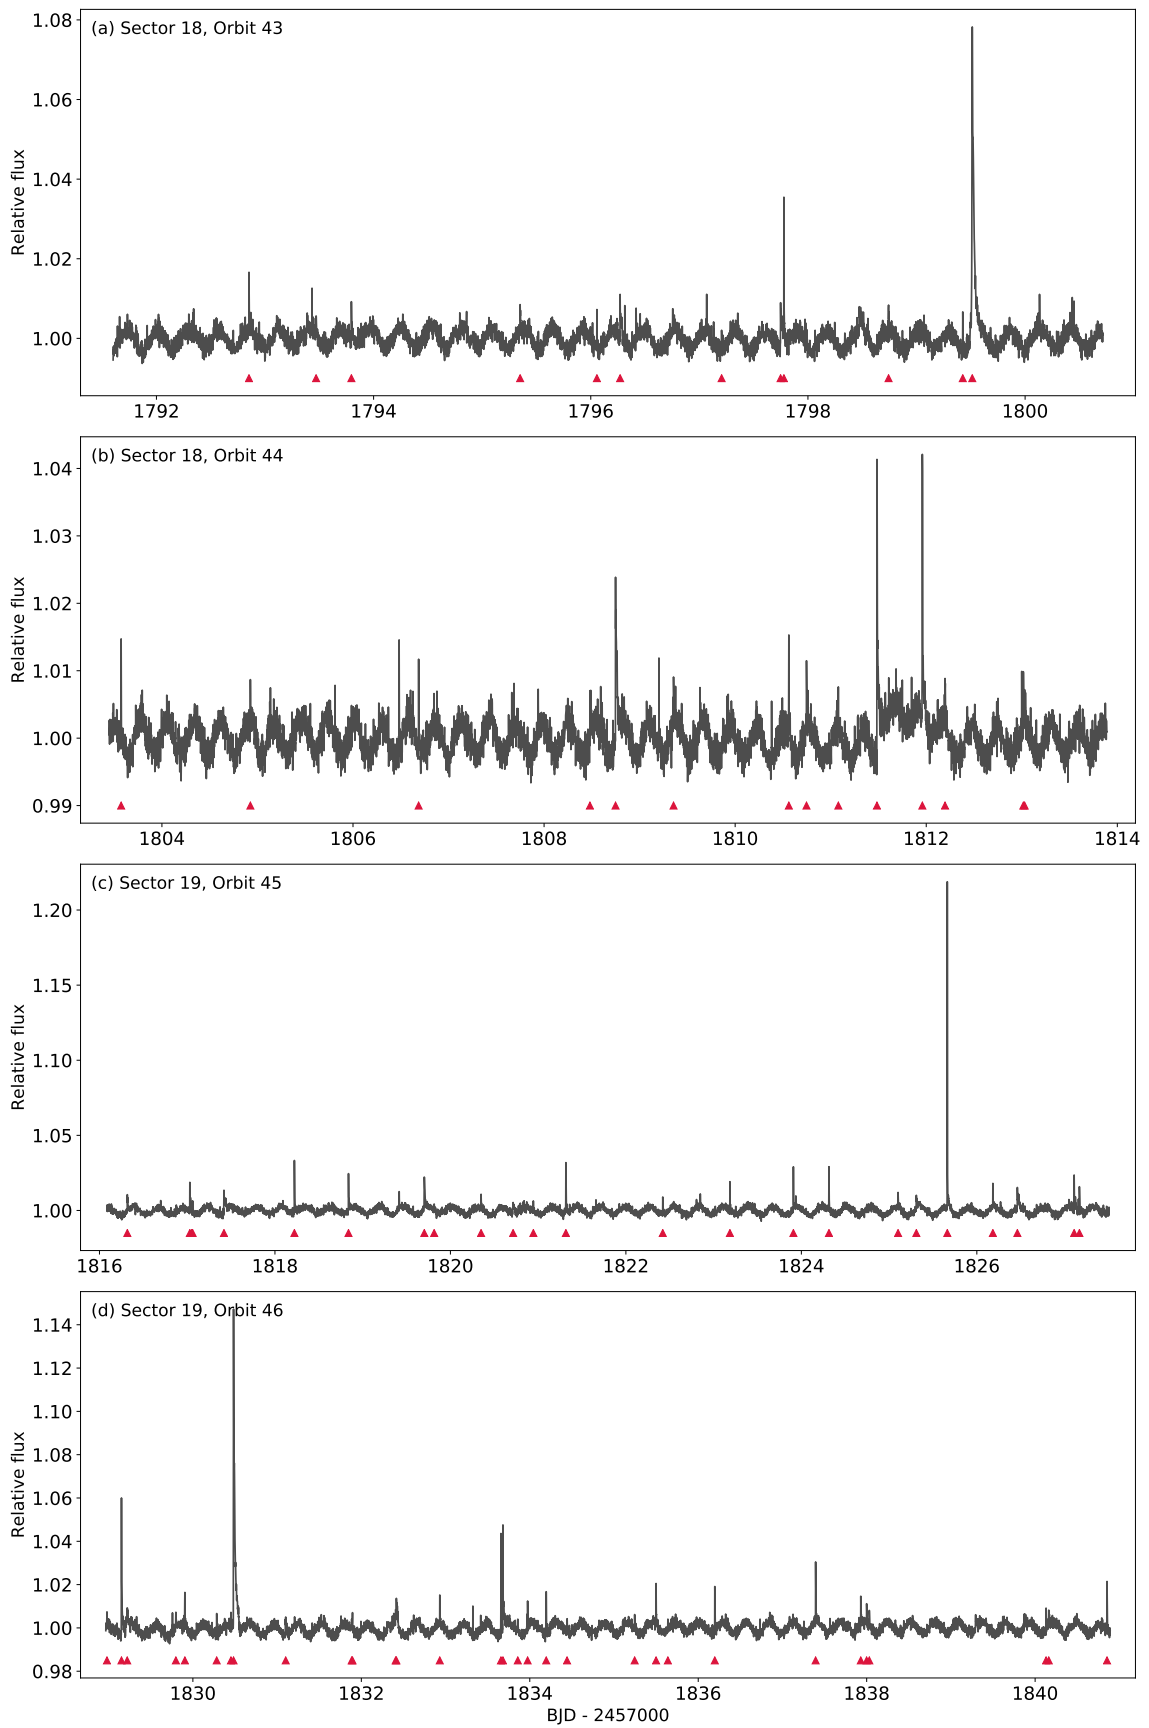 (a) Sector 18, Orbit 43
1.08
1.06
1.04
1.02
1.00
Relative flux
1792 1794 1796 1798 1800
(b) Sector 18, Orbit 44
1.04
1.03
1.02
1.01
1.00
0.99
Relative flux
1804 1806 1808 1810 1812 1814
(c) Sector 19, Orbit 45
1.20
1.15
1.10
1.05
1.00
Relative flux
1816 1818 1820 1822 1824 1826
(d) Sector 19, Orbit 46
1.14
1.12
1.10
1.08
1.06
1.04
1.02
1.00
0.98
Relative flux
1830 1832 1834 1836 1838 1840
BJD - 2457000